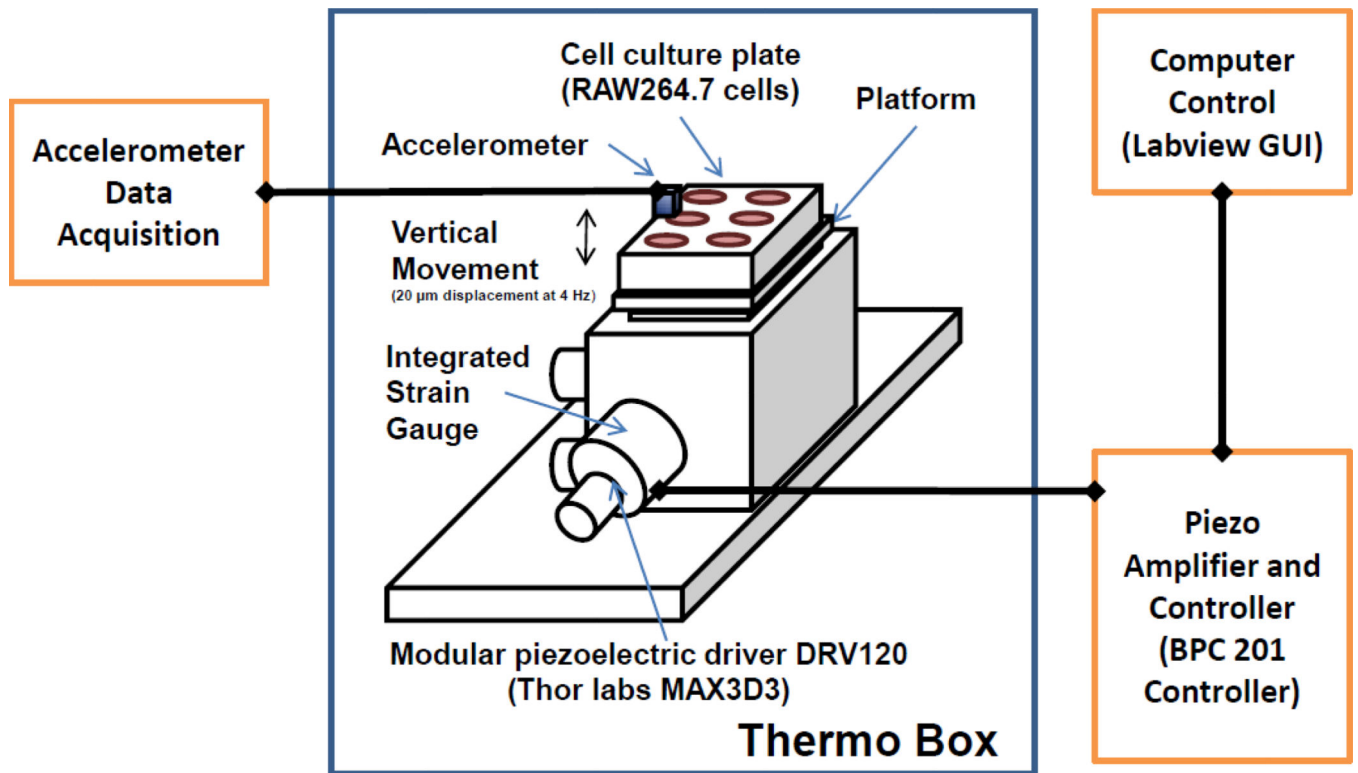 Accelerometer
Data
Acquisition
Cell culture plate
(RAW264.7 cells)
Platform
Accelerometer
Vertical
Movement
(20 µm displacement at 4 Hz)
Integrated
Strain
Gauge
Modular piezoelectric driver DRV120
(Thor labs MAX3D3)
Thermo Box
Computer
Control
(Labview GUI)
Piezo
Amplifier and
Controller
(BPC 201
Controller)